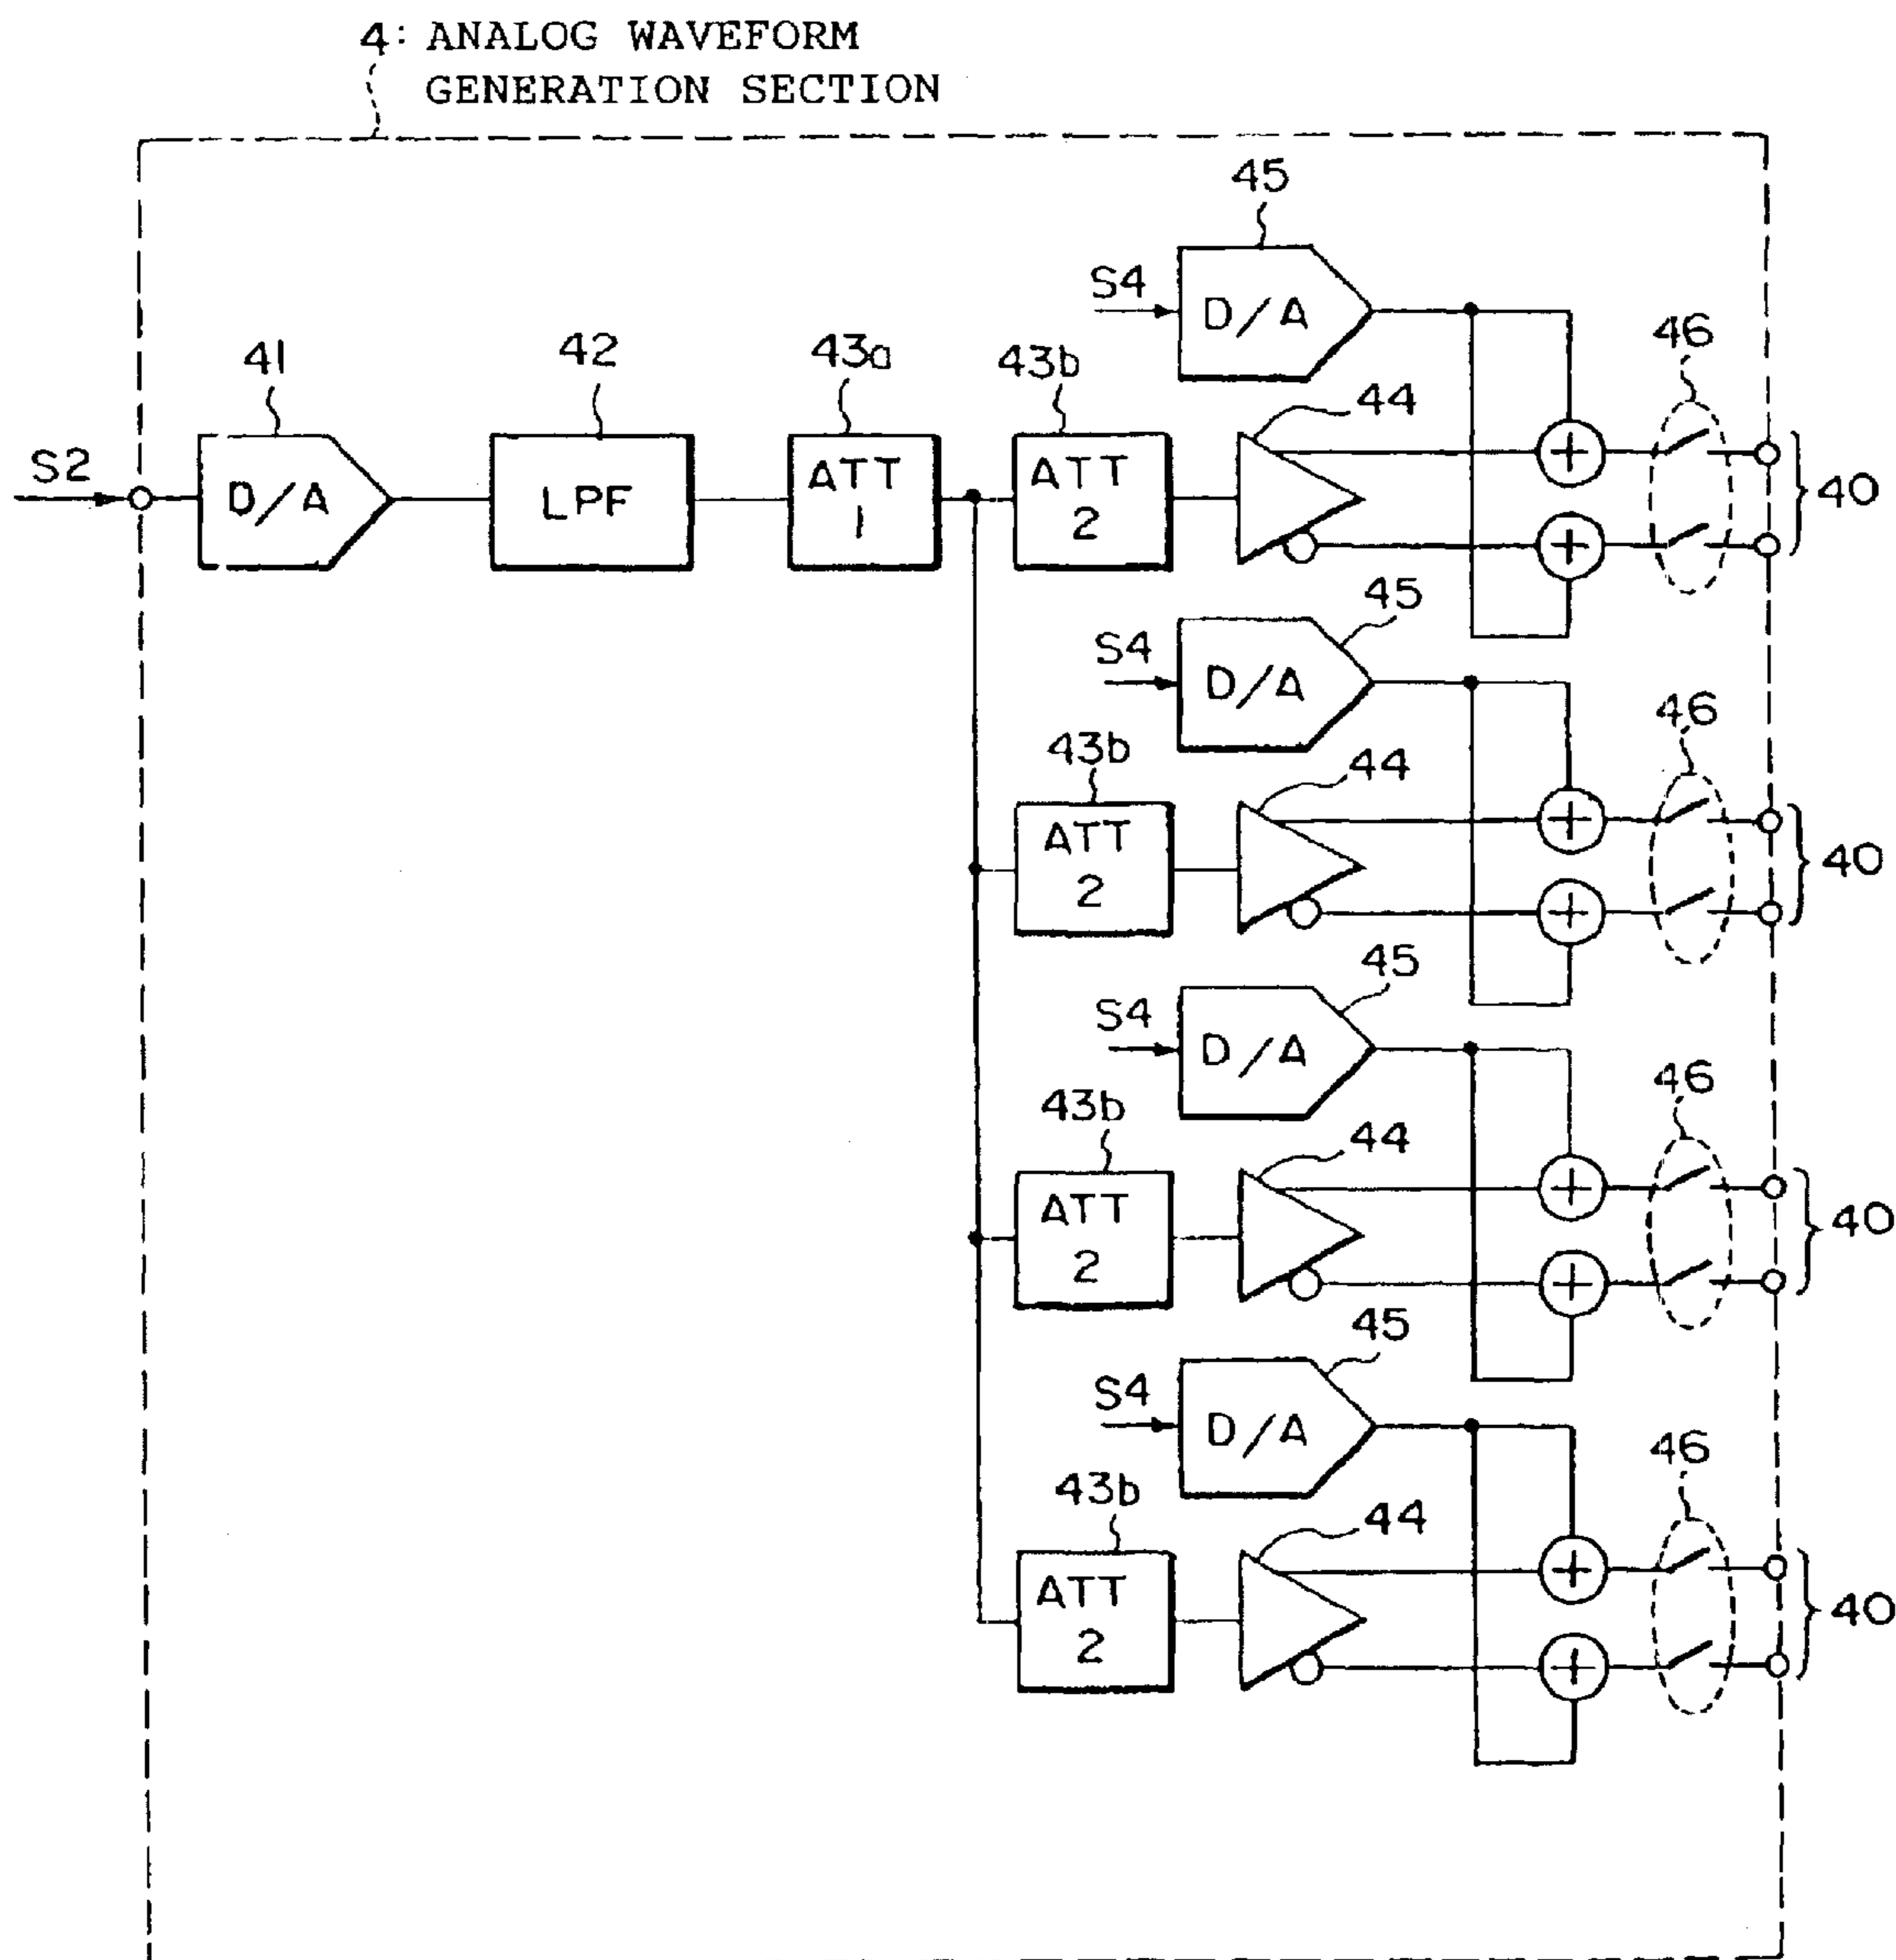 4: ANALOG WAVEFORM
GENERATION SECTION
45
S4
D/A
46
41
42
43a
43b
44
S2
D/A
LPF
ATT
1
ATT
2
40
45
S4
D/A
46
43b
44
ATT
2
40
45
S4
D/A
46
43b
44
ATT
2
40
45
S4
D/A
46
43b
44
ATT
2
40